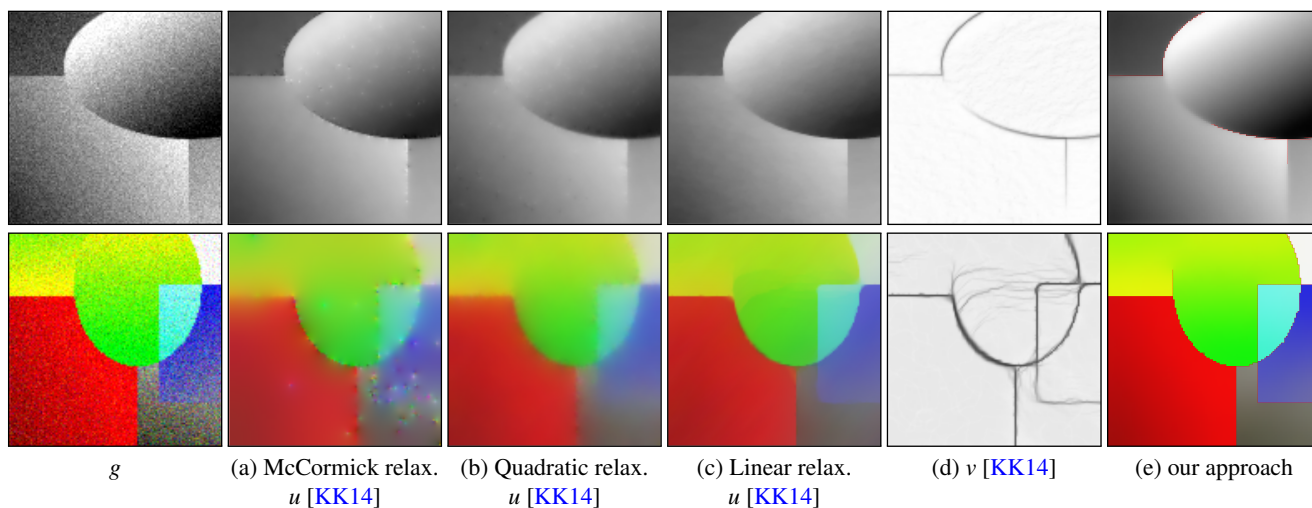 g
(a) McCormick relax.
u [KK14]
(b) Quadratic relax.
u [KK14]
(c) Linear relax.
u [KK14]
(d) v [KK14]
(e) our approach